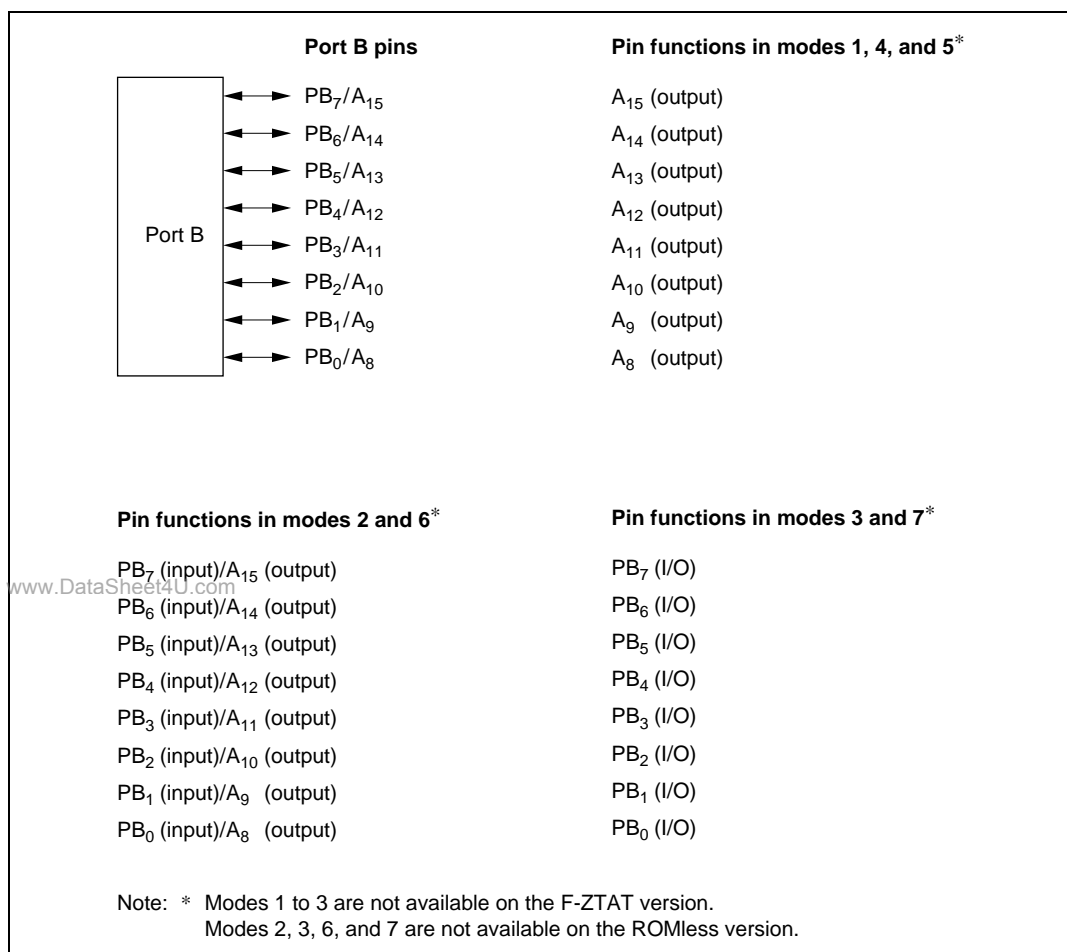 Port B pins
Pin functions in modes 1, 4, and 5*
Port B
PB7/A15
A15 (output)
PB6/A14
A14 (output)
PB5/A13
A13 (output)
PB4/A12
A12 (output)
PB3/A11
A11 (output)
PB2/A10
A10 (output)
PB1/A9
A9 (output)
PB0/A8
A8 (output)
Pin functions in modes 2 and 6*
PB7 (input)/A15 (output)
PB6 (input)/A14 (output)
PB5 (input)/A13 (output)
PB4 (input)/A12 (output)
PB3 (input)/A11 (output)
PB2 (input)/A10 (output)
PB1 (input)/A9 (output)
PB0 (input)/A8 (output)
Pin functions in modes 3 and 7*
PB7 (I/O)
PB6 (I/O)
PB5 (I/O)
PB4 (I/O)
PB3 (I/O)
PB2 (I/O)
PB1 (I/O)
PB0 (I/O)
www.DataSheet4U.com
Note: * Modes 1 to 3 are not available on the F-ZTAT version.
Modes 2, 3, 6, and 7 are not available on the ROMless version.